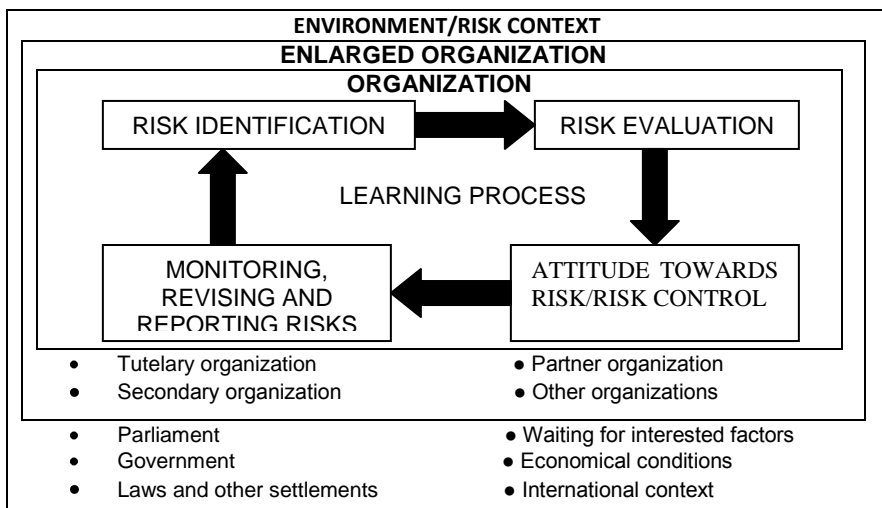 ENVIRONMENT/RISK CONTEXT
ENLARGED ORGANIZATION
ORGANIZATION
RISK IDENTIFICATION
RISK EVALUATION
LEARNING PROCESS
MONITORING,
REVISING AND
REPORTING RISKS
ATTITUDE TOWARDS
RISK/RISK CONTROL
• Tutelary organization
● Partner organization
• Secondary organization
● Other organizations
• Parliament
● Waiting for interested factors
• Government
● Economical conditions
• Laws and other settlements
● International context